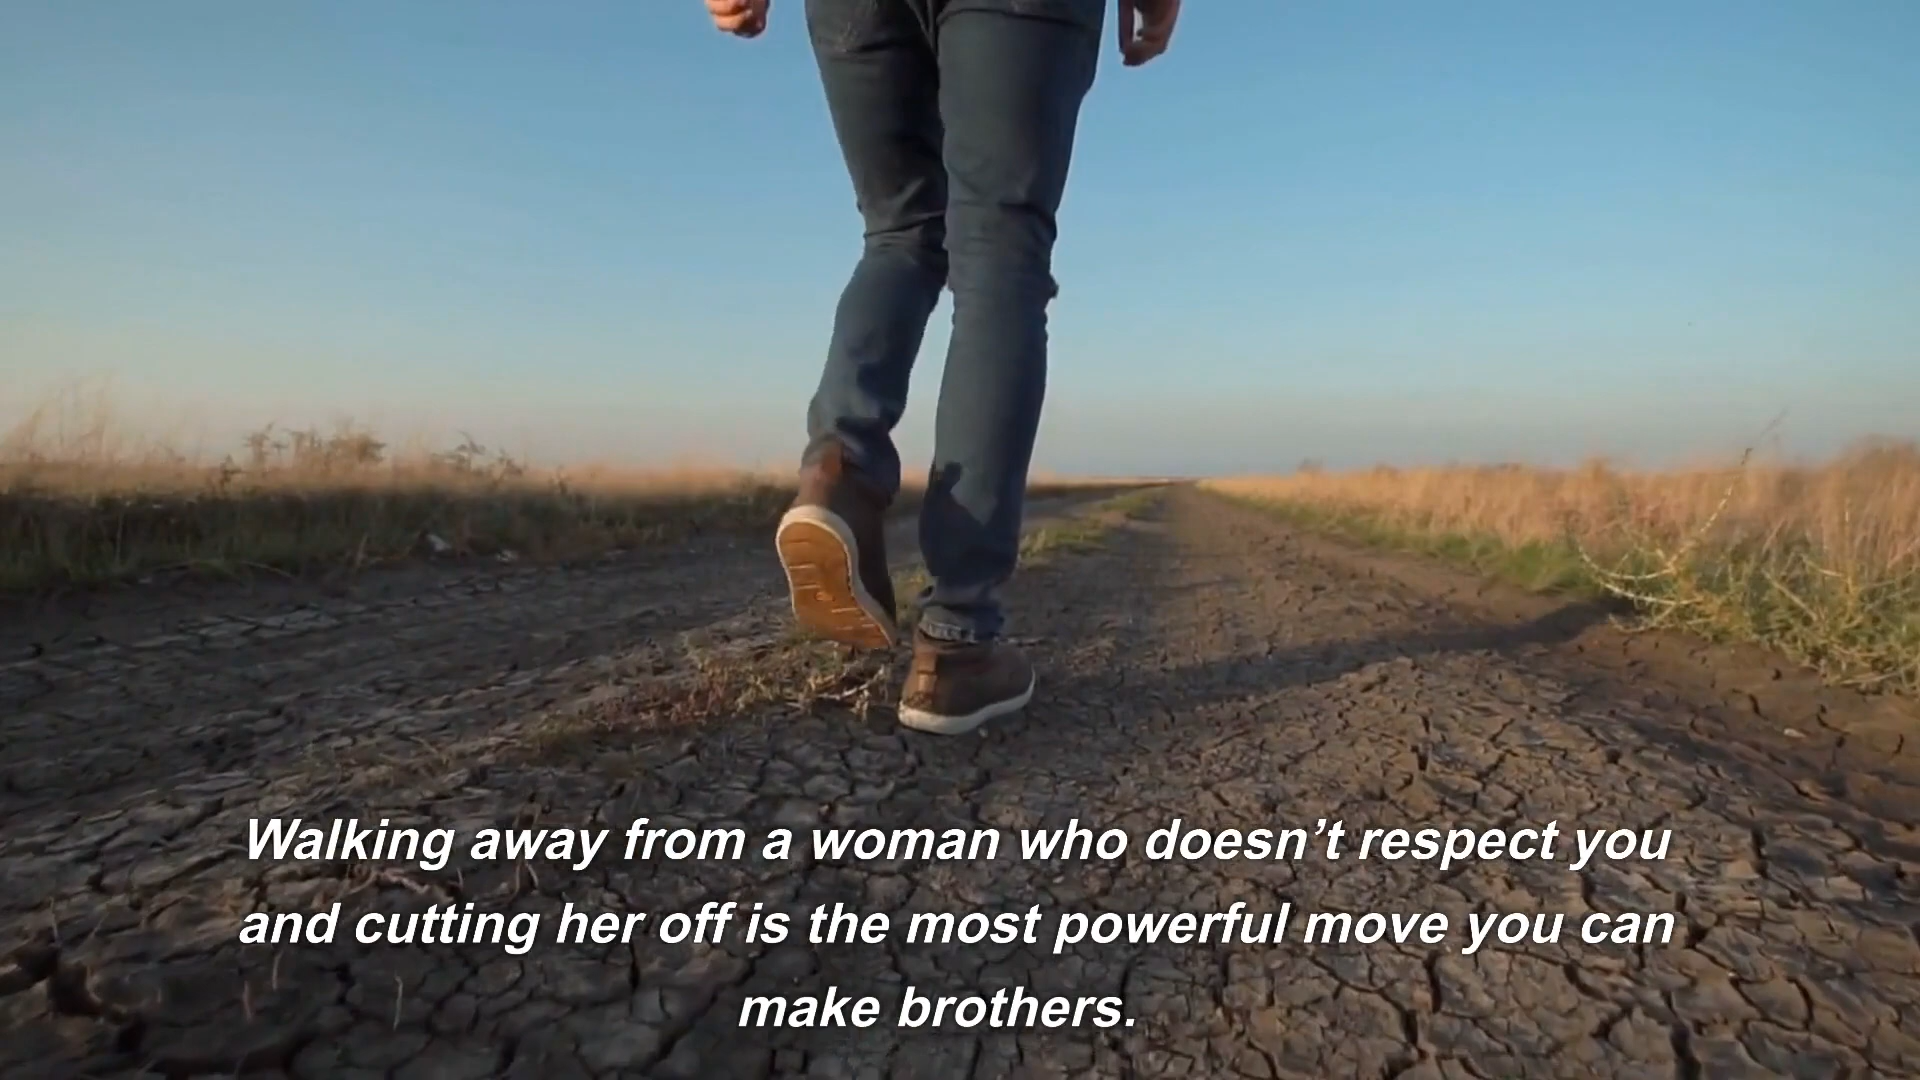 Walking away from a woman who doesn’t respect you
and cutting her off is the most powerful move you can
make brothers.